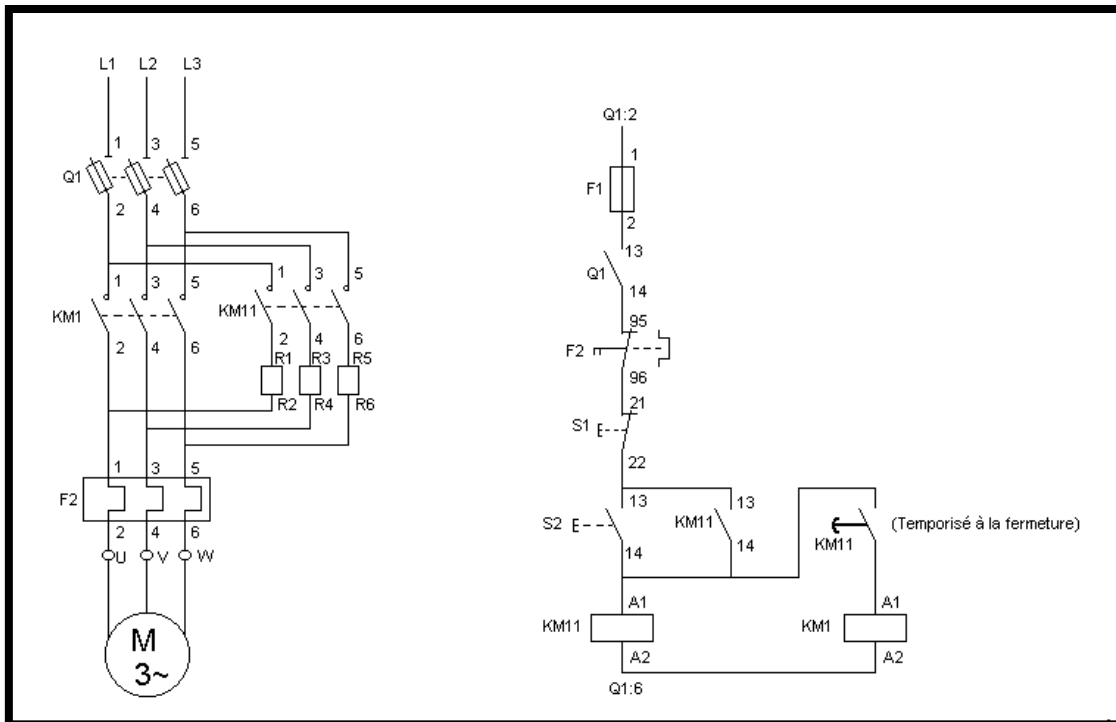 L1 L2 L3
1 3 5
Q1
2 4 6
1 3 5
KM1
2 4 6
1 3 5
KM11
2 4 6
R1 R3 R5
R2 R4 R6
1 3 5
F2
2 4 6
U V W
M
3~
Q1:2
1
F1
2
13
Q1
14
95
F2
96
21
S1
22
13
S2
14
13
KM11
14
KM11
(Temporisé à la fermeture)
A1
KM11
A2
A1
KM1
A2
Q1:6